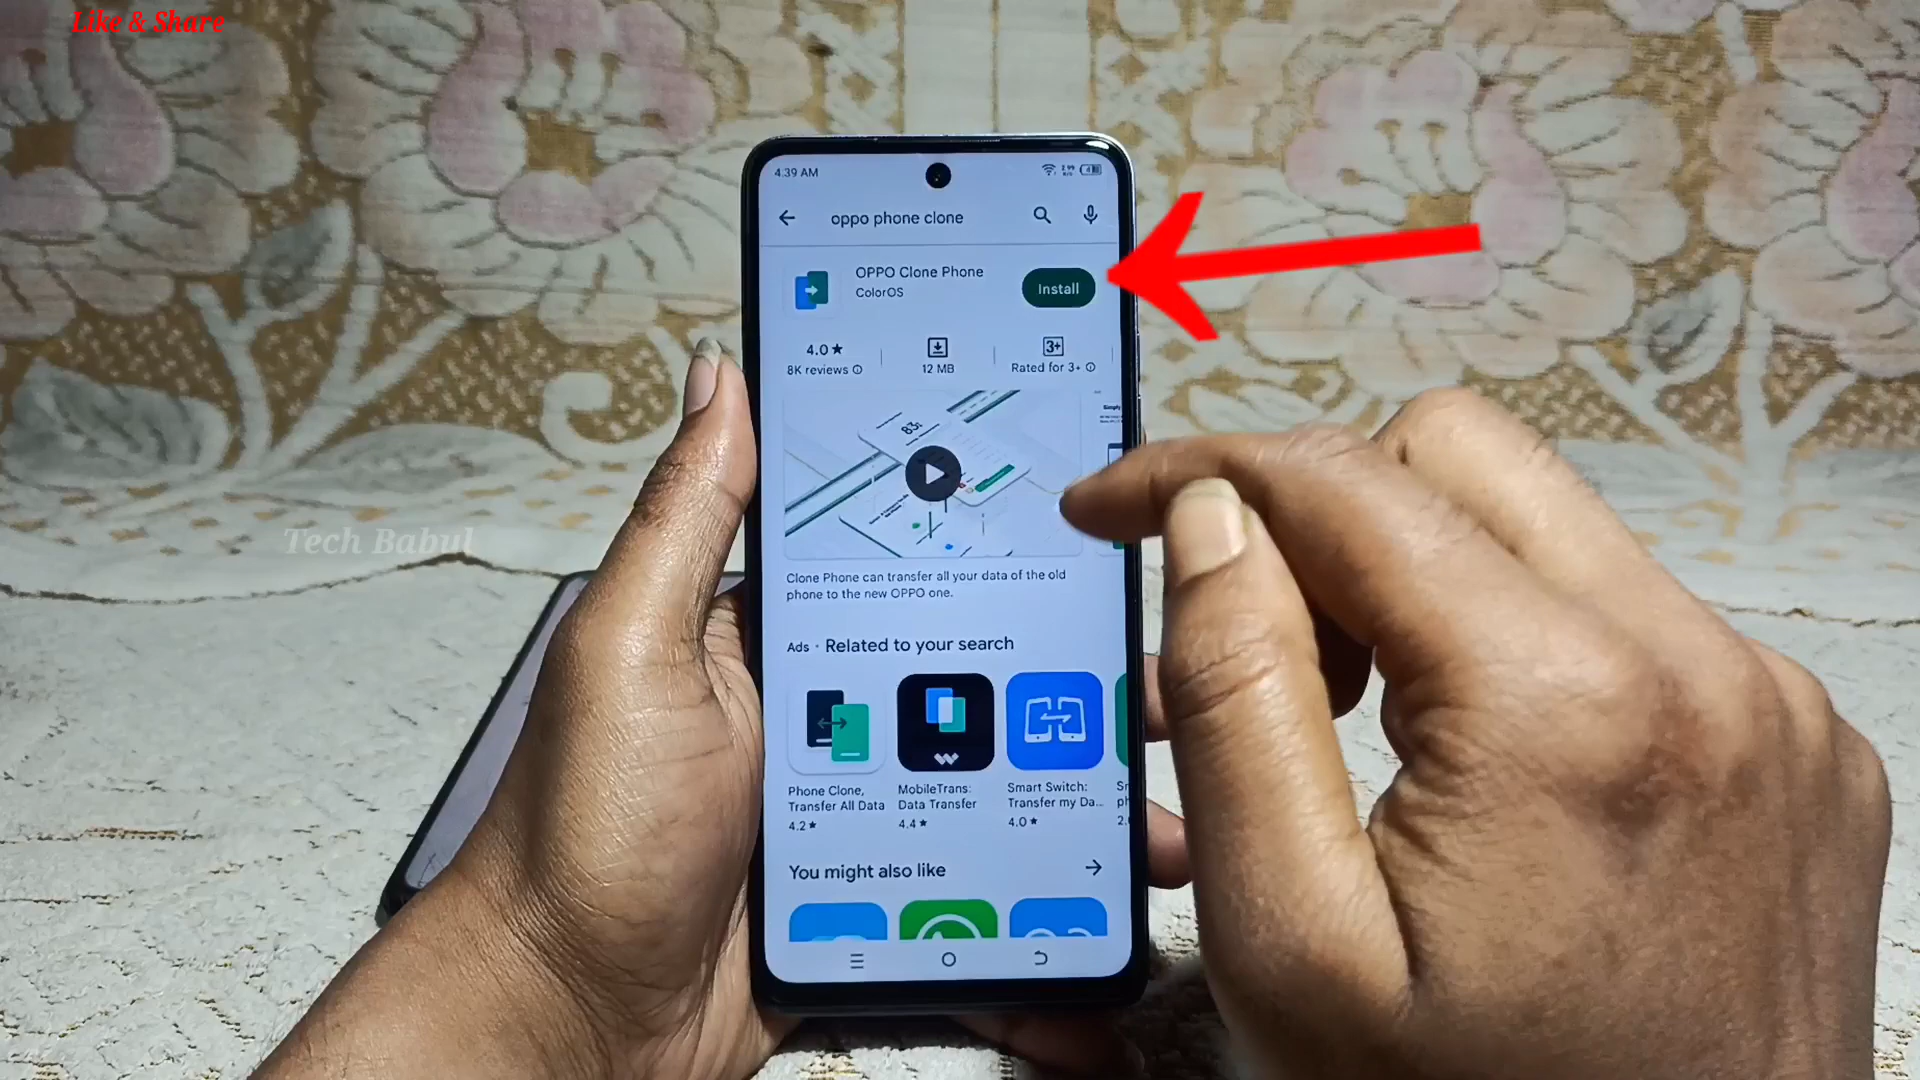 Like & Share
4.39 AM
oppo phone clone
OPPO Clone Phone
ColorOS
Install
4.0★
8K reviews
12 MB
3+
Rated for 3+
83
Simply
Clone Phone can transfer all your data of the old
phone to the new OPPO one.
Tech Babul
Ads · Related to your search
Phone Clone,
Transfer All Data
4.2★
MobileTrans:
Data Transfer
4.4★
Smart Switch:
Transfer my Da...
4.0★
You might also like